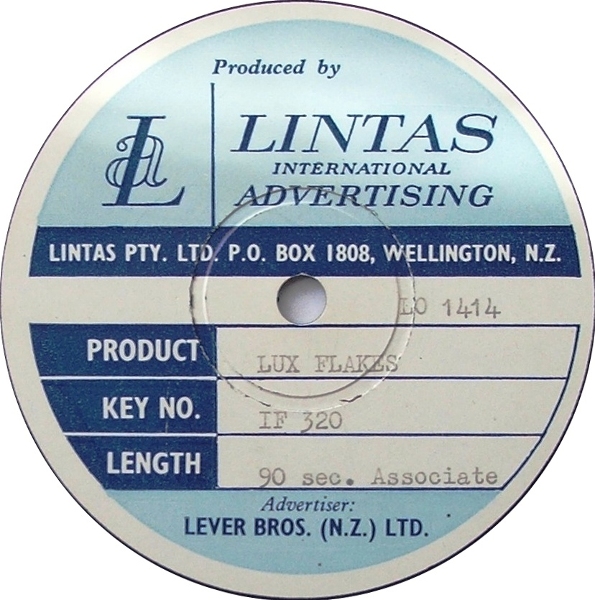 Produced by
La
LINTAS
INTERNATIONAL
ADVERTISING
LINTAS PTY. LTD. P.O. BOX 1808, WELLINGTON, N.Z.
LO 1414
PRODUCT LUX FLAKES
KEY NO. IF 320
LENGTH 90 sec. Associate
Advertiser:
LEVER BROS. (N.Z.) LTD.